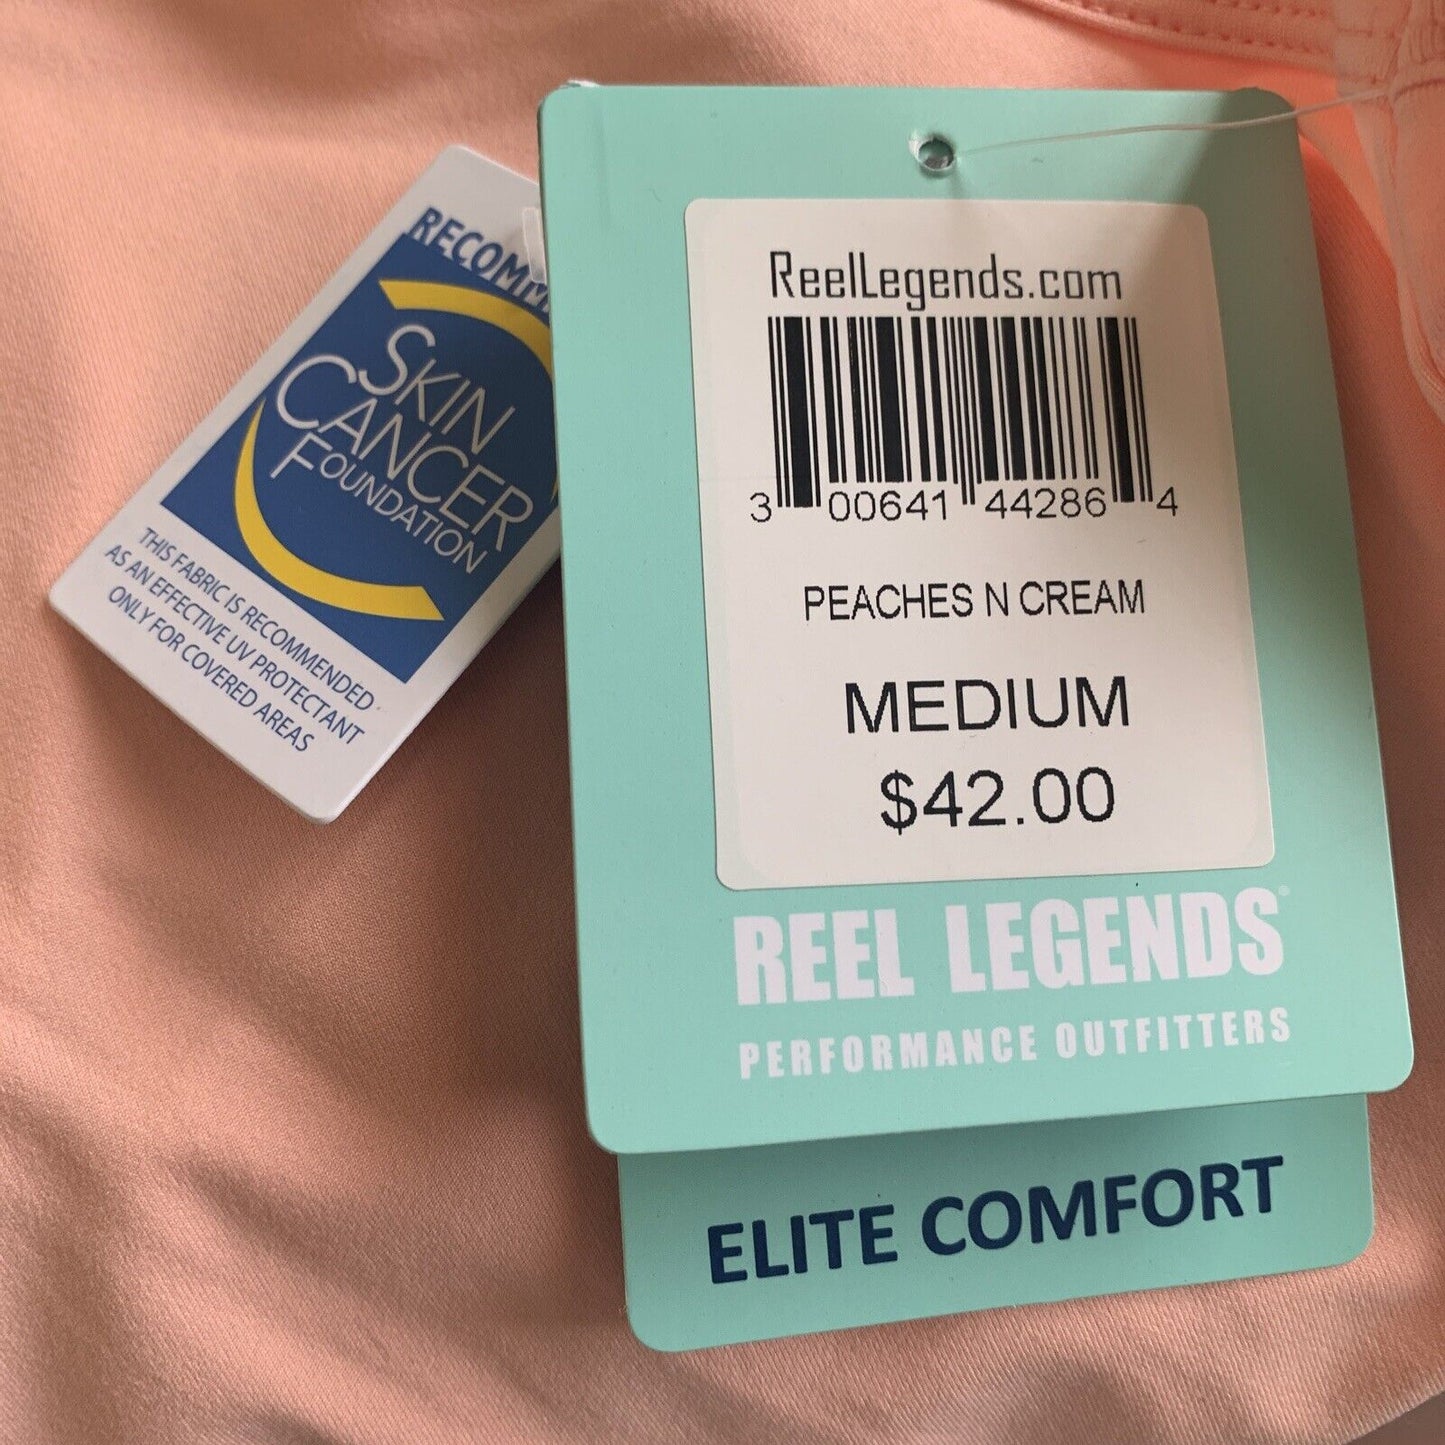 RECOMM
SKIN
CANCER
FOUNDATION
THIS FABRIC IS RECOMMENDED
AS AN EFFECTIVE UV PROTECTANT
ONLY FOR COVERED AREAS
ReelLegends.com
3 00641 44286 4
PEACHES N CREAM
MEDIUM
$42.00
REEL LEGENDS®
PERFORMANCE OUTFITTERS
ELITE COMFORT